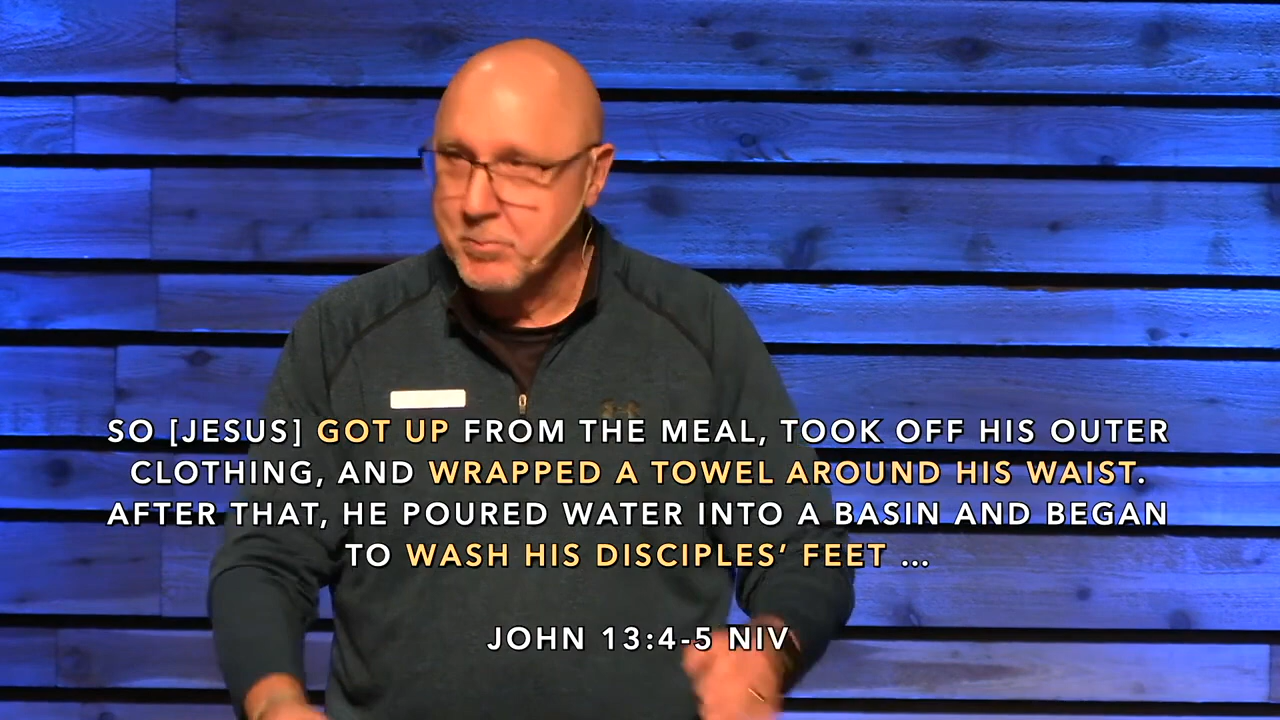 SO [JESUS] GOT UP FROM THE MEAL, TOOK OFF HIS OUTER
CLOTHING, AND WRAPPED A TOWEL AROUND HIS WAIST.
AFTER THAT, HE POURED WATER INTO A BASIN AND BEGAN
TO WASH HIS DISCIPLES’ FEET ...
JOHN 13:4-5 NIV